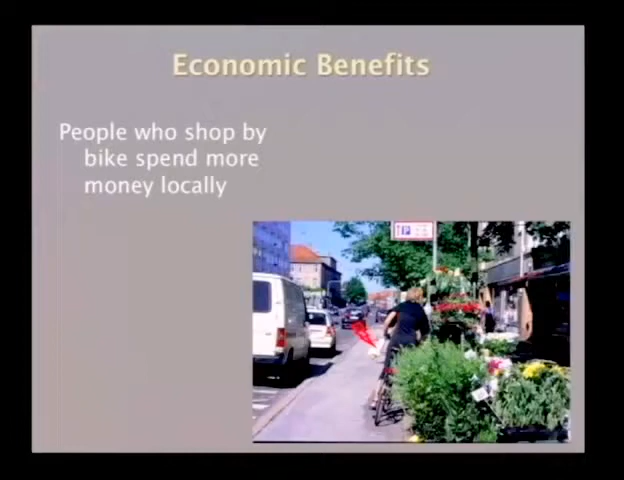 Economic Benefits
People who shop by
bike spend more
money locally